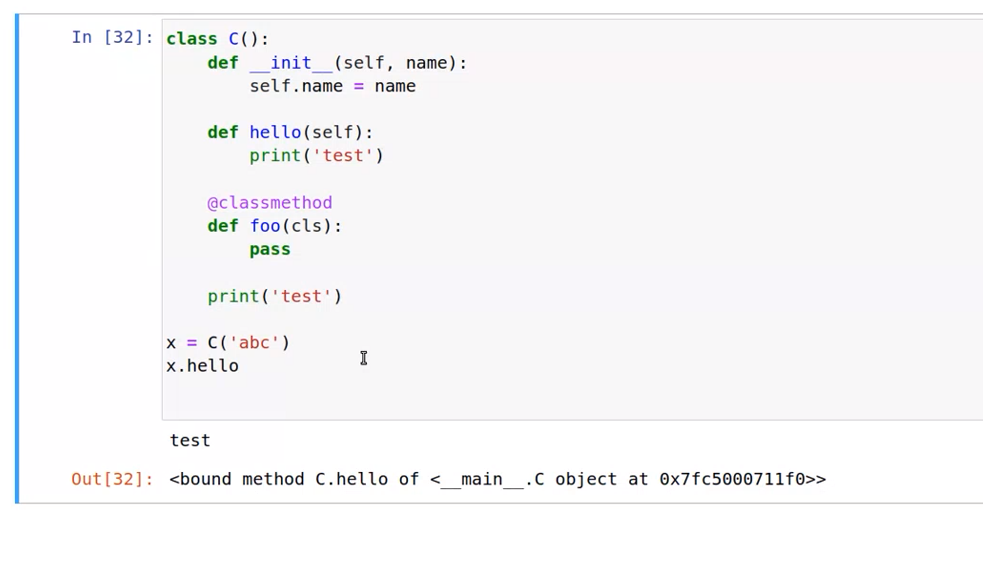 In [32]: class C():
    def __init__(self, name):
        self.name = name

    def hello(self):
        print('test')

    @classmethod
    def foo(cls):
        pass

    print('test')

x = C('abc')
x.hello

test
Out[32]: <bound method C.hello of <__main__.C object at 0x7fc5000711f0>>